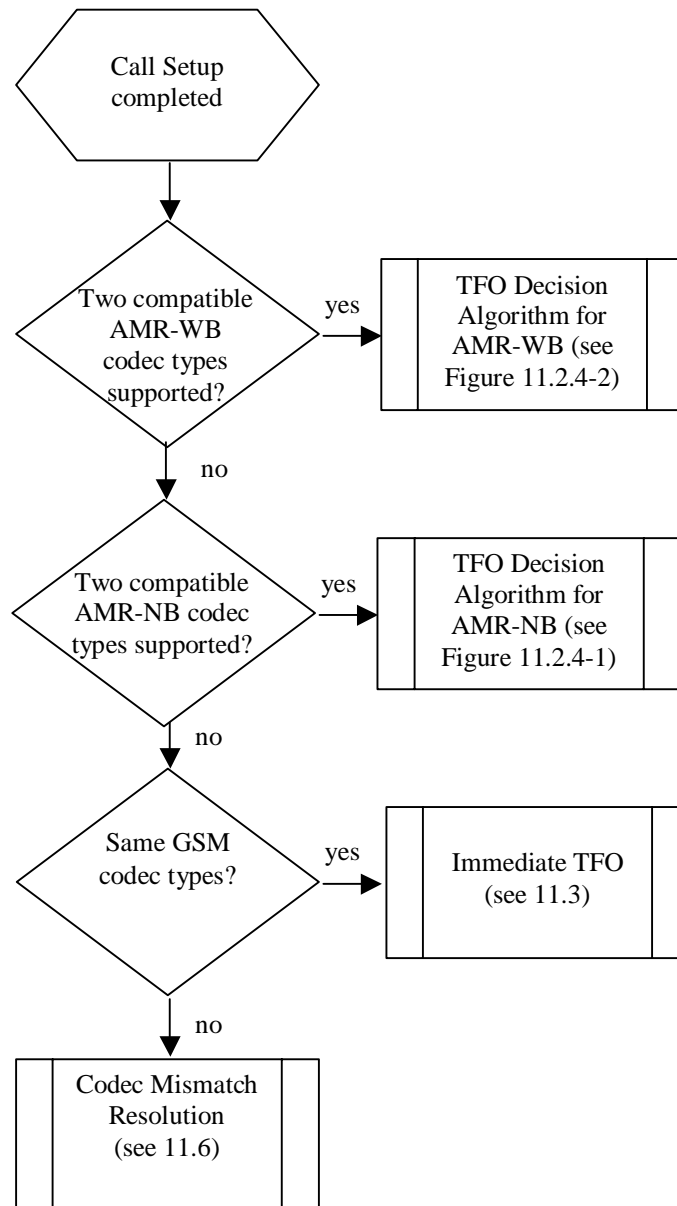 Call Setup
completed
Two compatible
AMR-WB
codec types
supported?
yes
TFO Decision
Algorithm for
AMR-WB (see
Figure 11.2.4-2)
no
Two compatible
AMR-NB codec
types supported?
yes
TFO Decision
Algorithm for
AMR-NB (see
Figure 11.2.4-1)
no
Same GSM
codec types?
yes
Immediate TFO
(see 11.3)
no
Codec Mismatch
Resolution
(see 11.6)